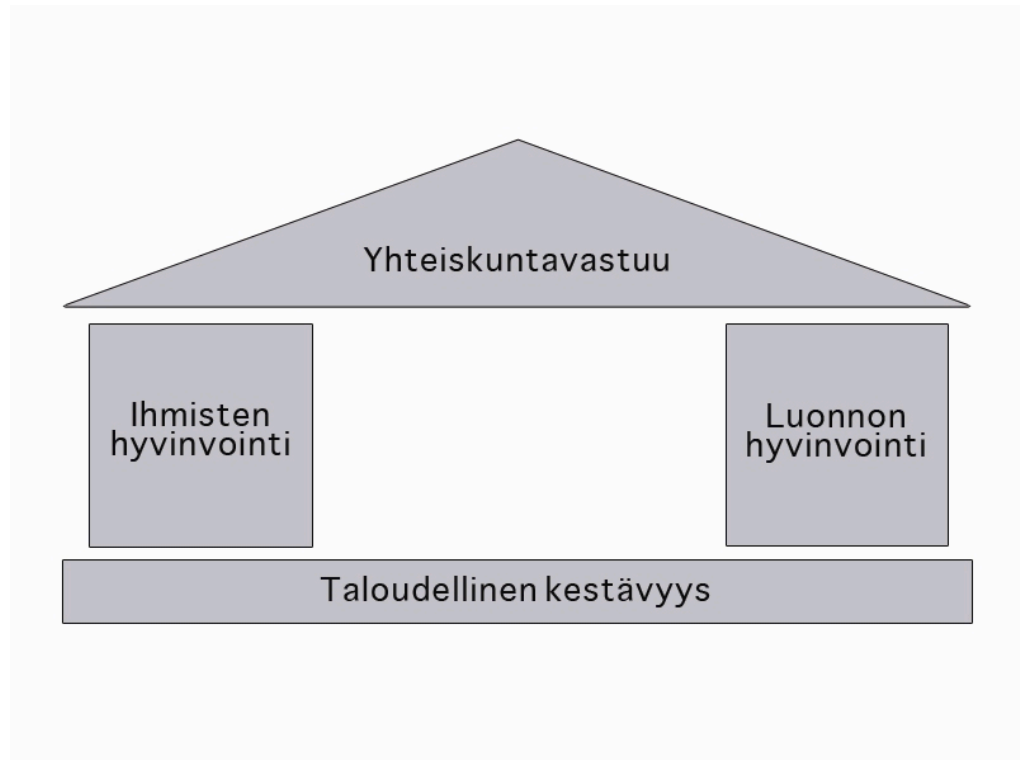 Yhteiskuntavastuu
Ihmisten
hyvinvointi
Luonnon
hyvinvointi
Taloudellinen kestävyys